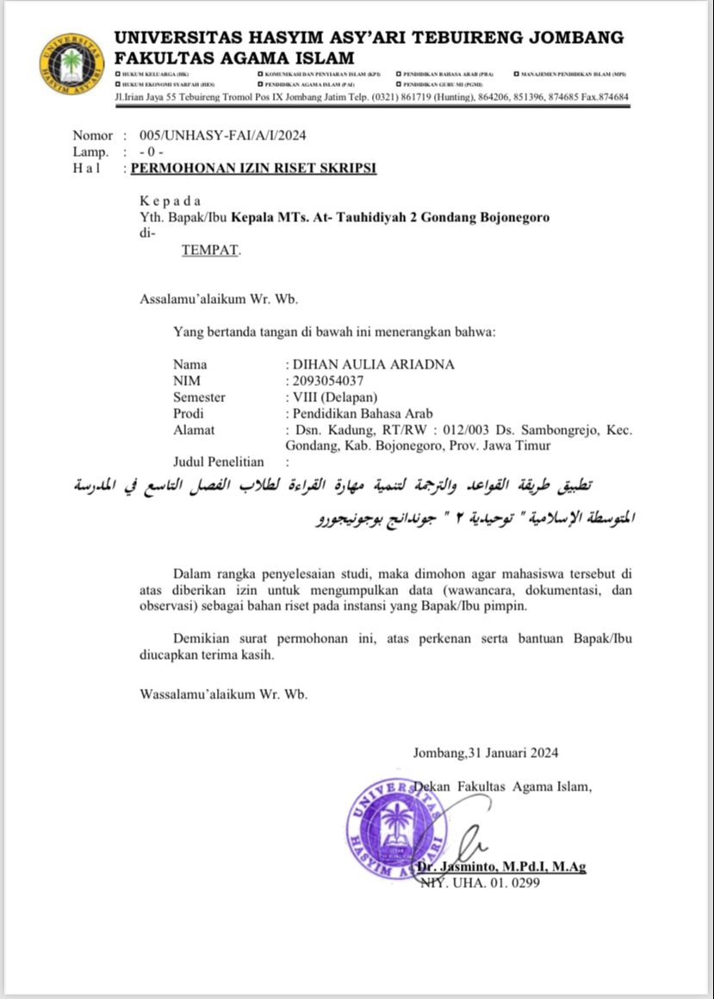 UNIVERSITAS HASYIM ASY'ARI
UNIVERSITAS HASYIM ASY’ARI TEBUIRENG JOMBANG
FAKULTAS AGAMA ISLAM
HUKUM KELUARGA (HK) KOMUNIKASI DAN PENYIARAN ISLAM (KPI) PENDIDIKAN BAHASA ARAB (PBA) MANAJEMEN PENDIDIKAN ISLAM (MPI)
HUKUM EKONOMI SYARI'AH (HES) PENDIDIKAN AGAMA ISLAM (PAI) PENDIDIKAN GURU MI (PGMI)
Jl.Irian Jaya 55 Tebuireng Tromol Pos IX Jombang Jatim Telp. (0321) 861719 (Hunting), 864206, 851396, 874685 Fax.874684
Nomor : 005/UNHASY-FAI/A/I/2024
Lamp. : - 0 -
H a l : PERMOHONAN IZIN RISET SKRIPSI
K e p a d a
Yth. Bapak/Ibu Kepala MTs. At- Tauhidiyah 2 Gondang Bojonegoro
di-
TEMPAT.
Assalamu’alaikum Wr. Wb.
Yang bertanda tangan di bawah ini menerangkan bahwa:
Nama : DIHAN AULIA ARIADNA
NIM : 2093054037
Semester : VIII (Delapan)
Prodi : Pendidikan Bahasa Arab
Alamat : Dsn. Kadung, RT/RW : 012/003 Ds. Sambongrejo, Kec.
Gondang, Kab. Bojonegoro, Prov. Jawa Timur
Judul Penelitian :
تطبيق طريقة القواعد والترجمة لتنمية مهارة القراءة لطلاب الفصل التاسع في المدرسة
المتوسطة الإسلامية " توحيدية ٢ " جوندانج بوجونيجورو
Dalam rangka penyelesaian studi, maka dimohon agar mahasiswa tersebut di
atas diberikan izin untuk mengumpulkan data (wawancara, dokumentasi, dan
observasi) sebagai bahan riset pada instansi yang Bapak/Ibu pimpin.
Demikian surat permohonan ini, atas perkenan serta bantuan Bapak/Ibu
diucapkan terima kasih.
Wassalamu’alaikum Wr. Wb.
Jombang,31 Januari 2024
Dekan Fakultas Agama Islam,
UNIVERSITAS HASYIM ASY'ARI
Dr. Jasminto, M.Pd.I, M.Ag
NIY. UHA. 01. 0299